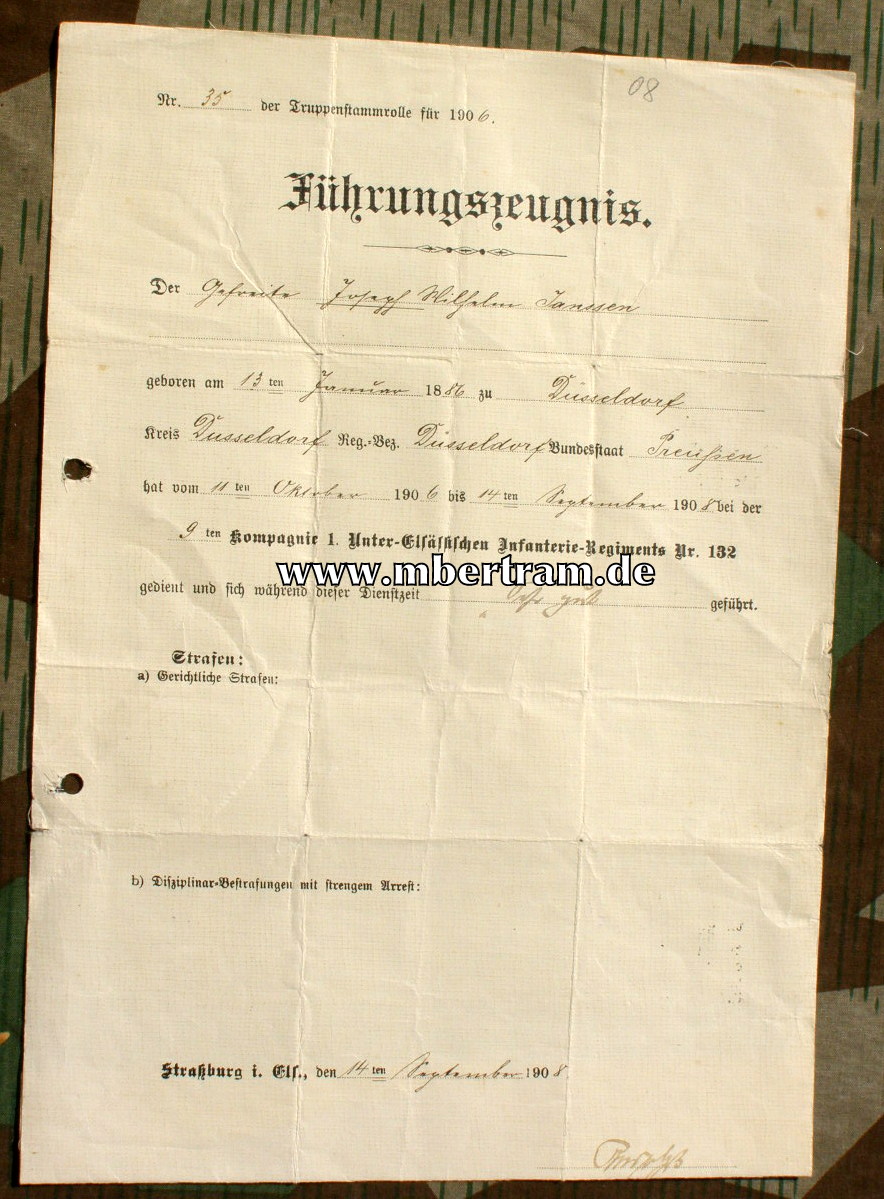 08
Nr. 35 der Truppenstammrolle für 1906.
Führungszeugnis.
Der Gefreite Joseph Wilhelm Janssen
geboren am 13ten Januar 1886 zu Düsseldorf
Kreis Düsseldorf Reg.-Bez. Düsseldorf Bundesstaat Preußen
hat vom 11ten Oktober 1906 bis 14ten September 1908 bei der
9ten Kompagnie 1. Unter-Elsässischen Infanterie-Regiments Nr. 132
www.mbertram.de
gedient und sich während dieser Dienstzeit sehr gut geführt.
Strafen:
a) Gerichtliche Strafen:
b) Disziplinar-Bestrafungen mit strengem Arrest:
Straßburg i. Els., den 14ten September 1908